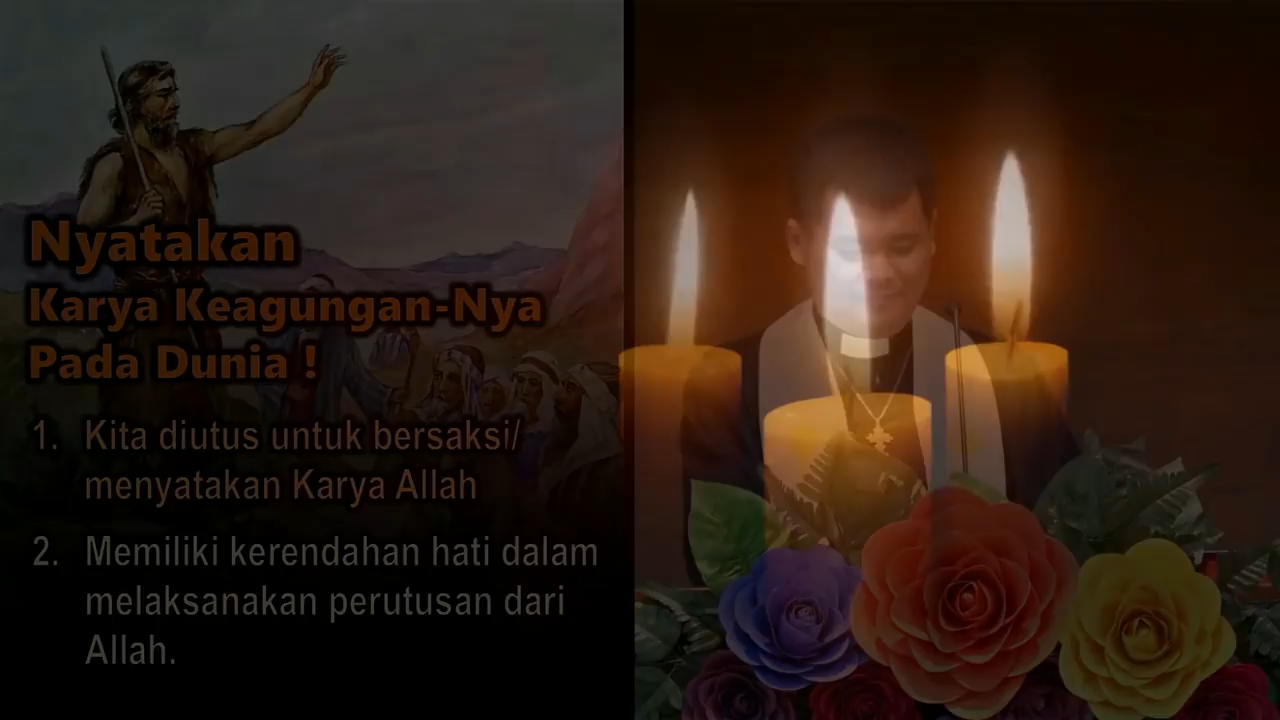 Nyatakan
Karya Keagungan-Nya
Pada Dunia !
1. Kita diutus untuk bersaksi/
menyatakan Karya Allah
2. Memiliki kerendahan hati dalam
melaksanakan perutusan dari
Allah.